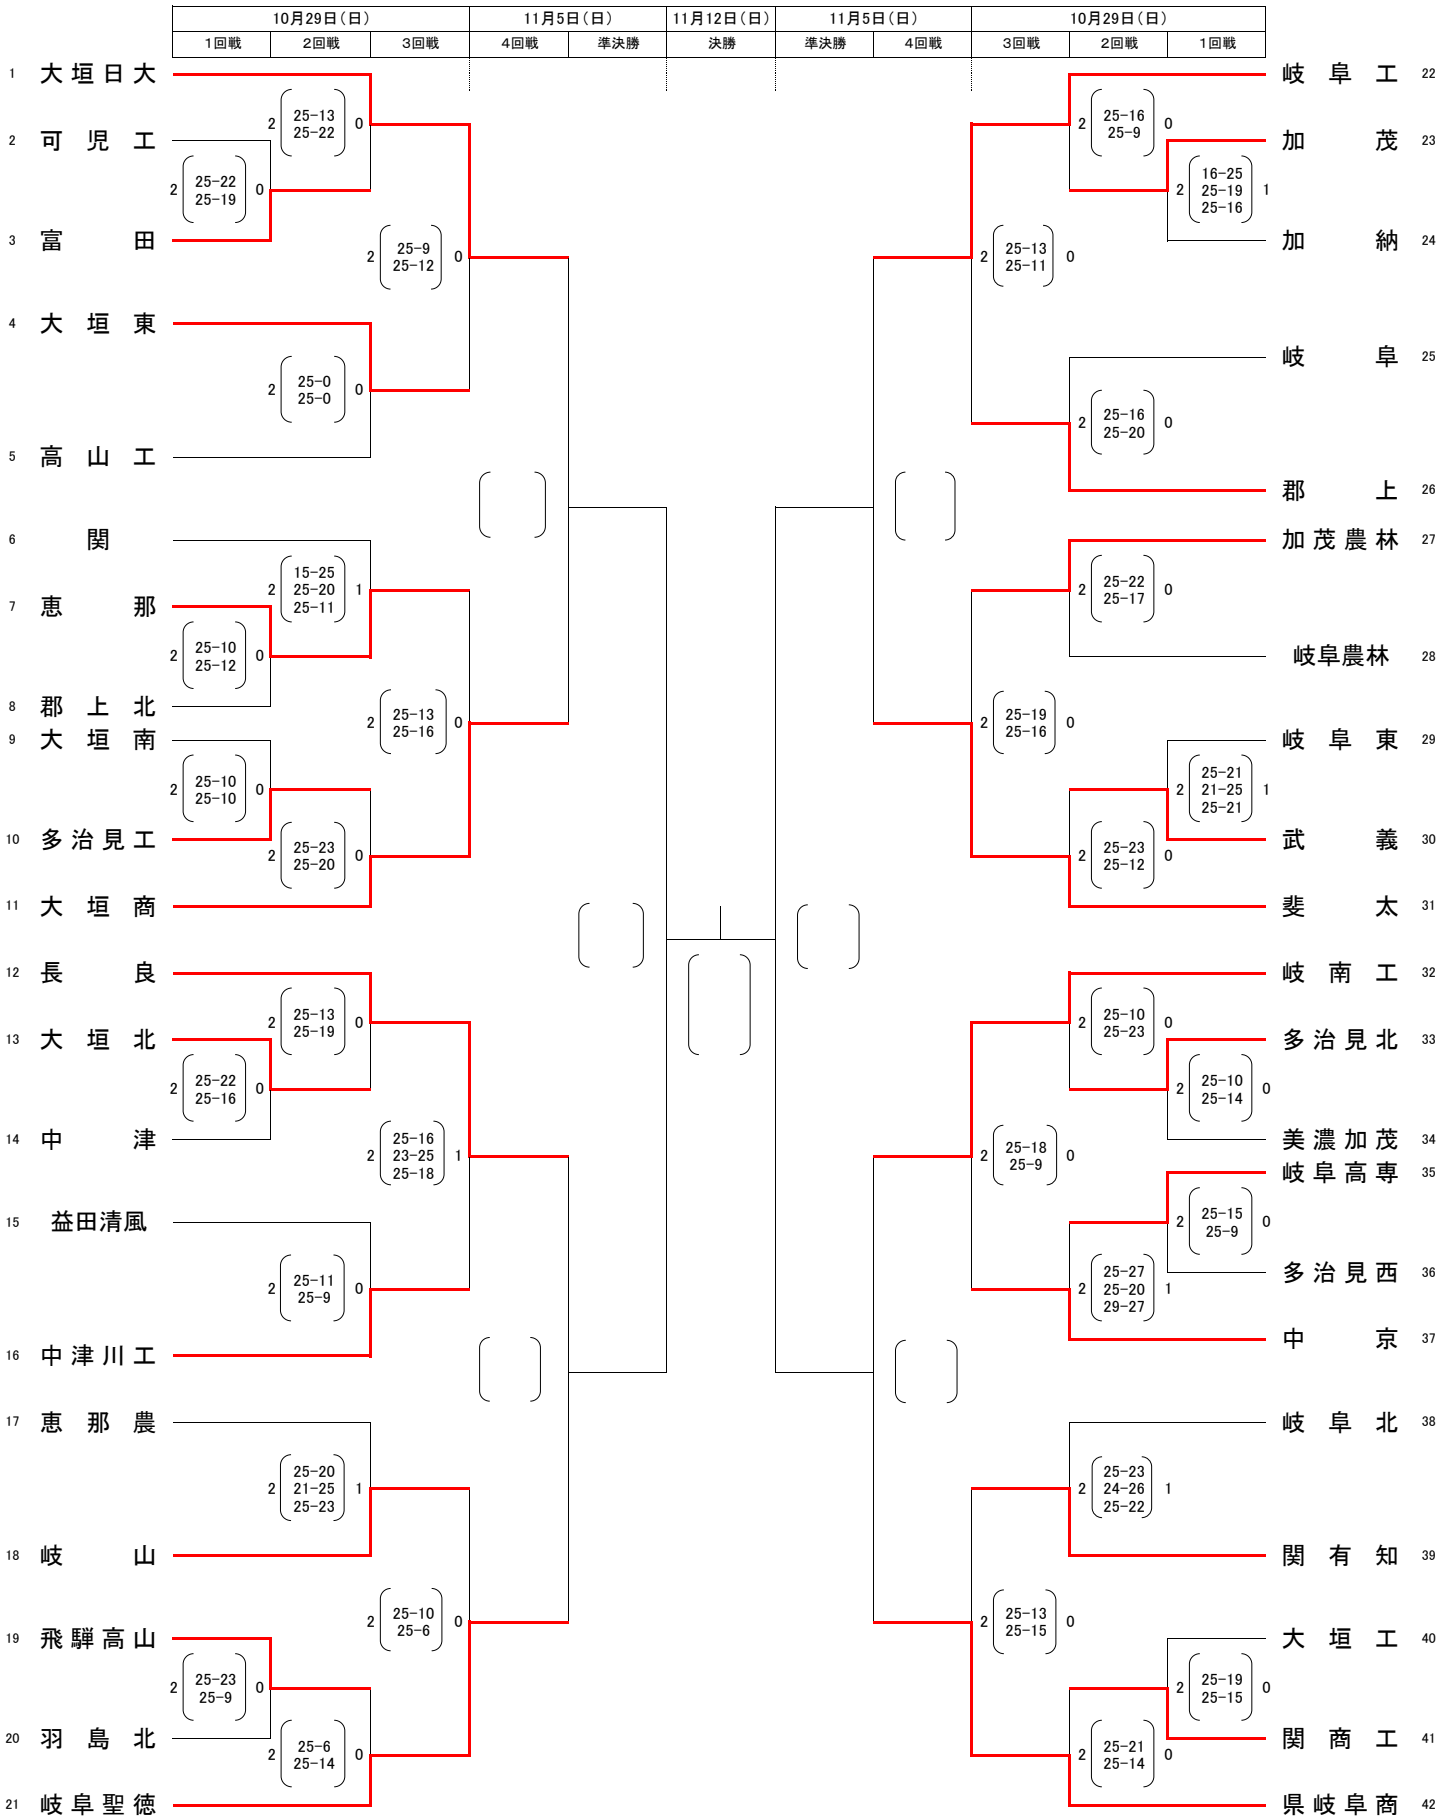 10月29日(日) 11月5日(日) 11月12日(日) 11月5日(日) 10月29日(日)
1回戦 2回戦 3回戦 4回戦 準決勝 決勝 準決勝 4回戦 3回戦 2回戦 1回戦
1 大垣日大
2 25-13 0
25-22
2 可児工
2 25-22 0
25-19
3 富田
2 25-9 0
25-12
4 大垣東
2 25-0 0
25-0
5 高山工
6 関
15-25
2 25-20 1
25-11
7 恵那
2 25-10 0
25-12
8 郡上北
2 25-13 0
25-16
9 大垣南
2 25-10 0
25-10
10 多治見工
2 25-23 0
25-20
11 大垣商
12 長良
2 25-13 0
25-19
13 大垣北
2 25-22 0
25-16
14 中津
25-16
2 23-25 1
25-18
15 益田清風
2 25-11 0
25-9
16 中津川工
17 恵那農
25-20
2 21-25 1
25-23
18 岐山
2 25-10 0
25-6
19 飛騨高山
2 25-23 0
25-9
20 羽島北
2 25-6 0
25-14
21 岐阜聖徳
岐阜工 22
2 25-16 0
25-9
加茂 23
16-25
2 25-19 1
25-16
加納 24
2 25-13 0
25-11
岐阜 25
2 25-16 0
25-20
郡上 26
加茂農林 27
2 25-22 0
25-17
岐阜農林 28
2 25-19 0
25-16
岐阜東 29
25-21
2 21-25 1
25-21
武義 30
2 25-23 0
25-12
斐太 31
岐南工 32
2 25-10 0
25-23
多治見北 33
2 25-10 0
25-14
美濃加茂 34
2 25-18 0
25-9
岐阜高専 35
2 25-15 0
25-9
多治見西 36
25-27
2 25-20 1
29-27
中京 37
岐阜北 38
25-23
2 24-26 1
25-22
関有知 39
2 25-13 0
25-15
大垣工 40
2 25-19 0
25-15
関商工 41
2 25-21 0
25-14
県岐阜商 42